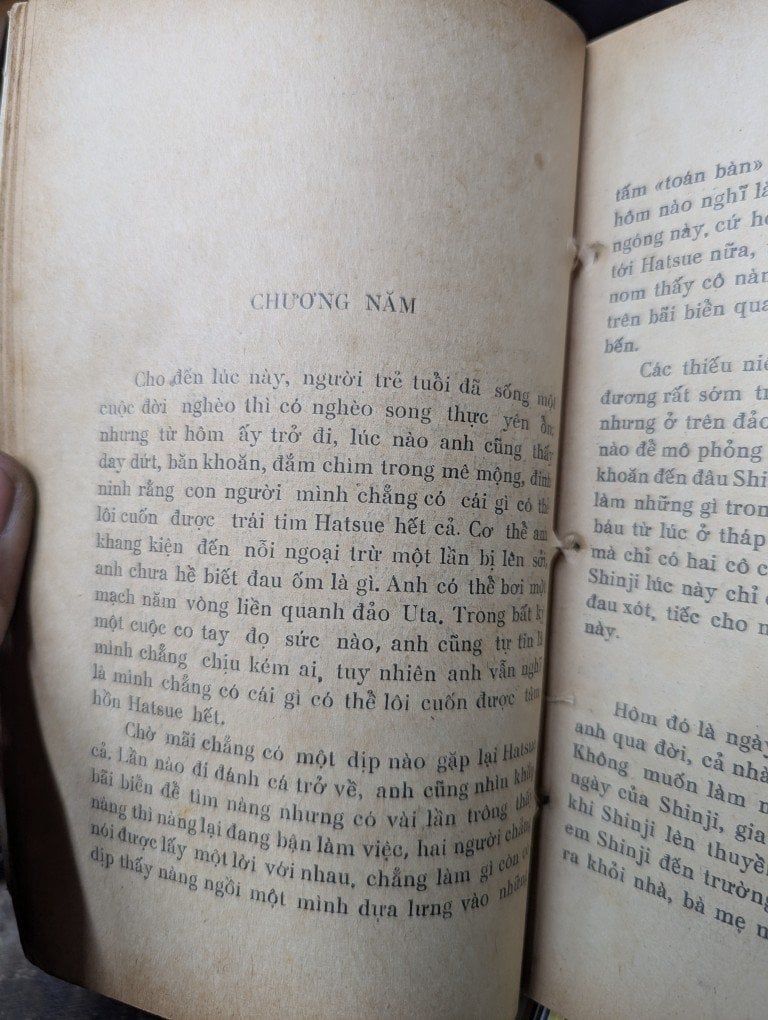 CHƯƠNG NĂM
Cho đến lúc này, người trẻ tuổi đã sống một
cuộc đời nghèo thì có nghèo song thực yên ổn,
nhưng từ hôm ấy trở đi, lúc nào anh cũng thấy
day dứt, băn khoăn, đắm chìm trong mê mộng, đinh
ninh rằng con người mình chẳng có cái gì có thể
lôi cuốn được trái tim Hatsue hết cả. Cơ thể anh
khang kiện đến nỗi ngoại trừ một lần bị lên sởi,
anh chưa hề biết đau ốm là gì. Anh có thể bơi một
mạch năm vòng liền quanh đảo Uta. Trong bất kỳ
một cuộc co tay đọ sức nào, anh cũng tự tin là
mình chẳng chịu kém ai, tuy nhiên anh vẫn nghĩ
là mình chẳng có cái gì có thể lôi cuốn được tâm
hồn Hatsue hết.
Chờ mãi chẳng có một dịp nào gặp lại Hatsue
cả. Lần nào đi đánh cá trở về, anh cũng nhìn khắp
bãi biển để tìm nàng nhưng có vài lần trông thấy
nàng thì nàng lại đang bận làm việc, hai người chẳng
nói được lấy một lời với nhau, chẳng làm gì còn có
dịp thấy nàng ngồi một mình dựa lưng vào những
tấm «toán bàn»
hôm nào nghĩ là
ngóng này, cứ
tới Hatsue nữa,
nom thấy cô nàn
trên bãi biển qua
bến.
Các thiếu niê
đương rất sớm tr
nhưng ở trên đảo
nào để mô phỏng
khoăn đến đâu Shi
làm những gì tron
báu từ lúc ở tháp
mà chỉ có hai cô c
Shinji lúc này chỉ
đau xót, tiếc cho n
này.
Hôm đó là ngày
anh qua đời, cả nhà
Không muốn làm
ngày của Shinji, gia
khi Shinji lên thuyề
em Shinji đến trường
ra khỏi nhà, bà mẹ